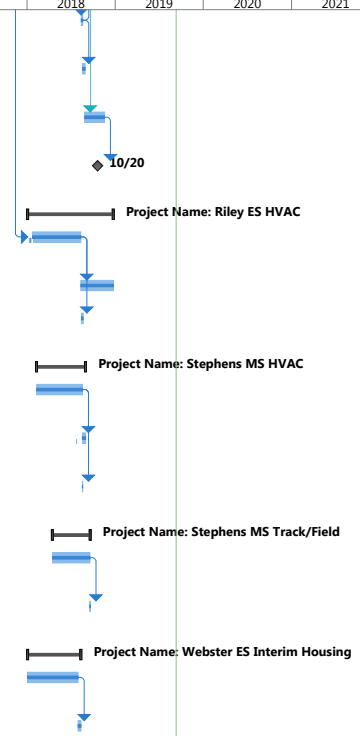 2018 2019 2020 2021
10/20
Project Name: Riley ES HVAC
Project Name: Stephens MS HVAC
Project Name: Stephens MS Track/Field
Project Name: Webster ES Interim Housing